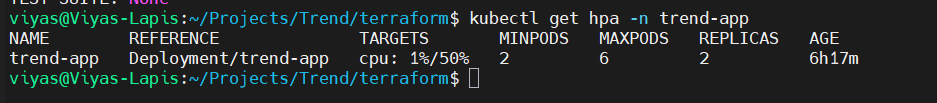 TEST SUITE: None
viyas@Viyas-Lapis:~/Projects/Trend/terraform$ kubectl get hpa -n trend-app
NAME        REFERENCE              TARGETS       MINPODS   MAXPODS   REPLICAS   AGE
trend-app   Deployment/trend-app   cpu: 1%/50%   2         6         2          6h17m
viyas@Viyas-Lapis:~/Projects/Trend/terraform$